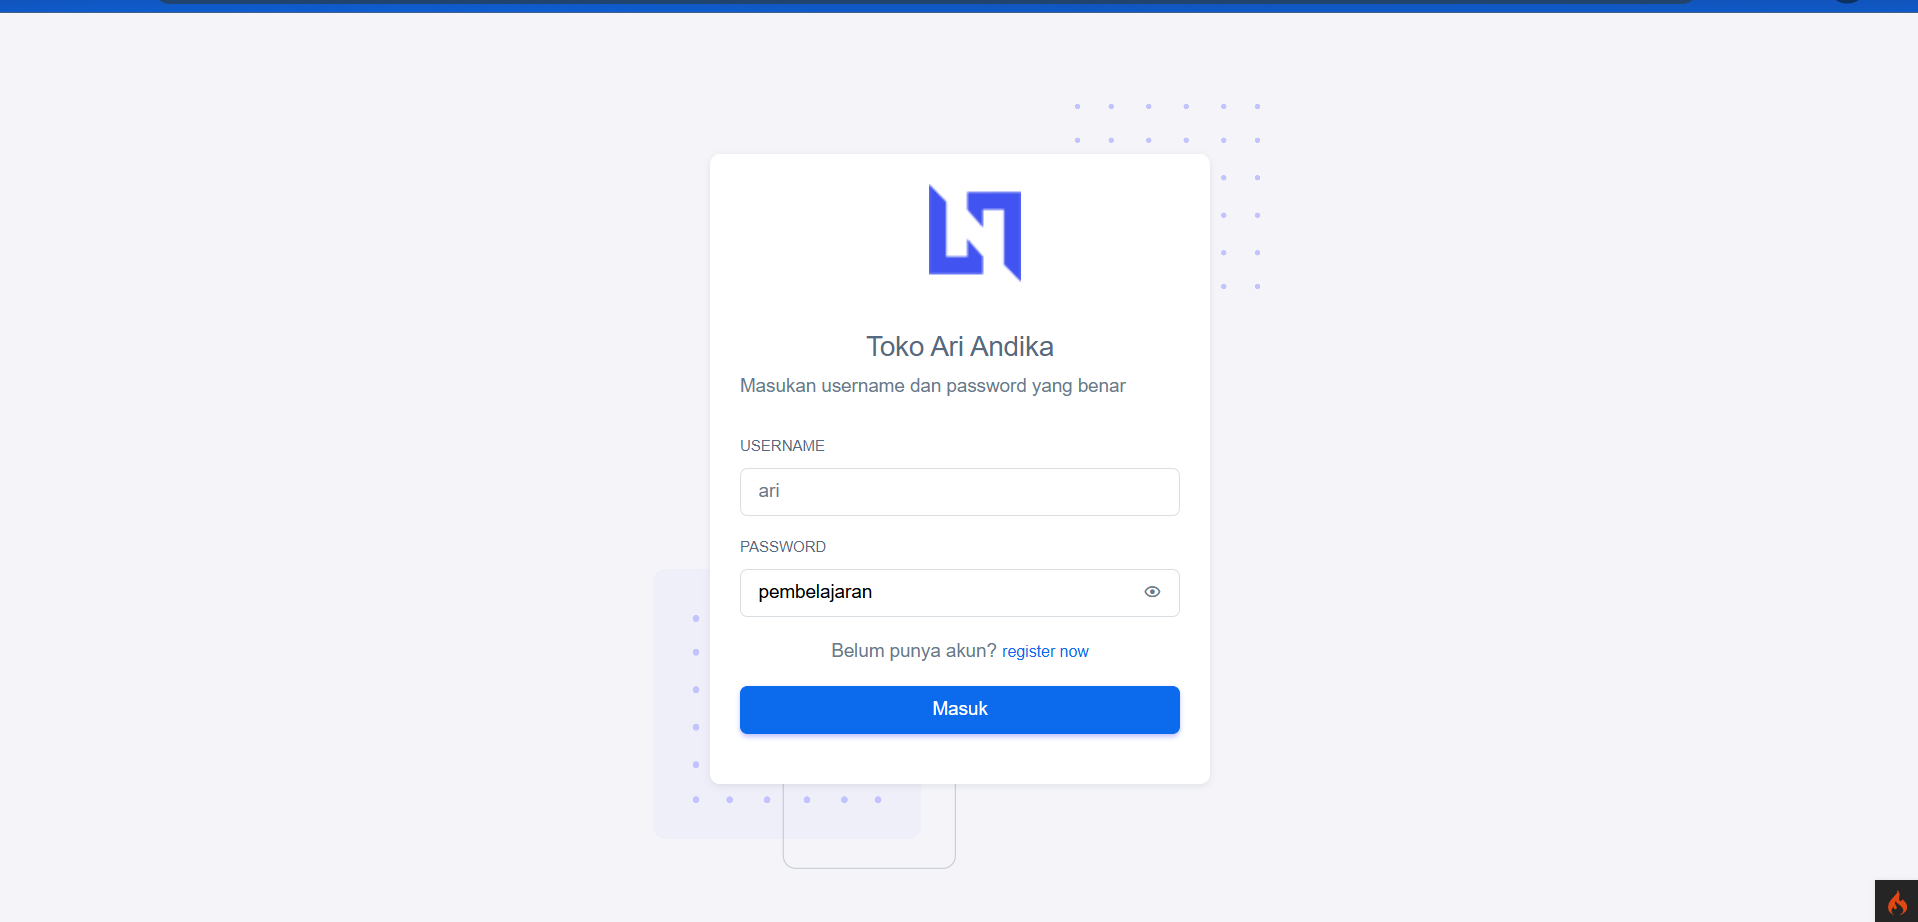 Toko Ari Andika
Masukan username dan password yang benar
USERNAME
ari
PASSWORD
pembelajaran
Belum punya akun? register now
Masuk